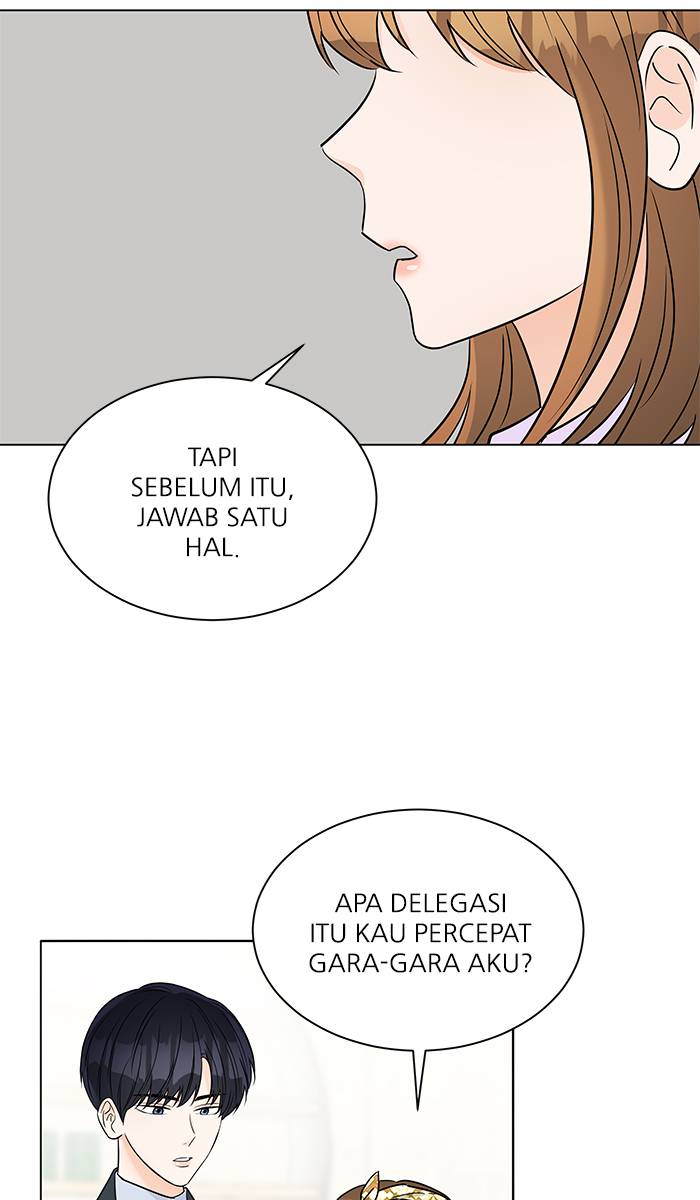 TAPI
SEBELUM ITU,
JAWAB SATU
HAL.
APA DELEGASI
ITU KAU PERCEPAT
GARA-GARA AKU?